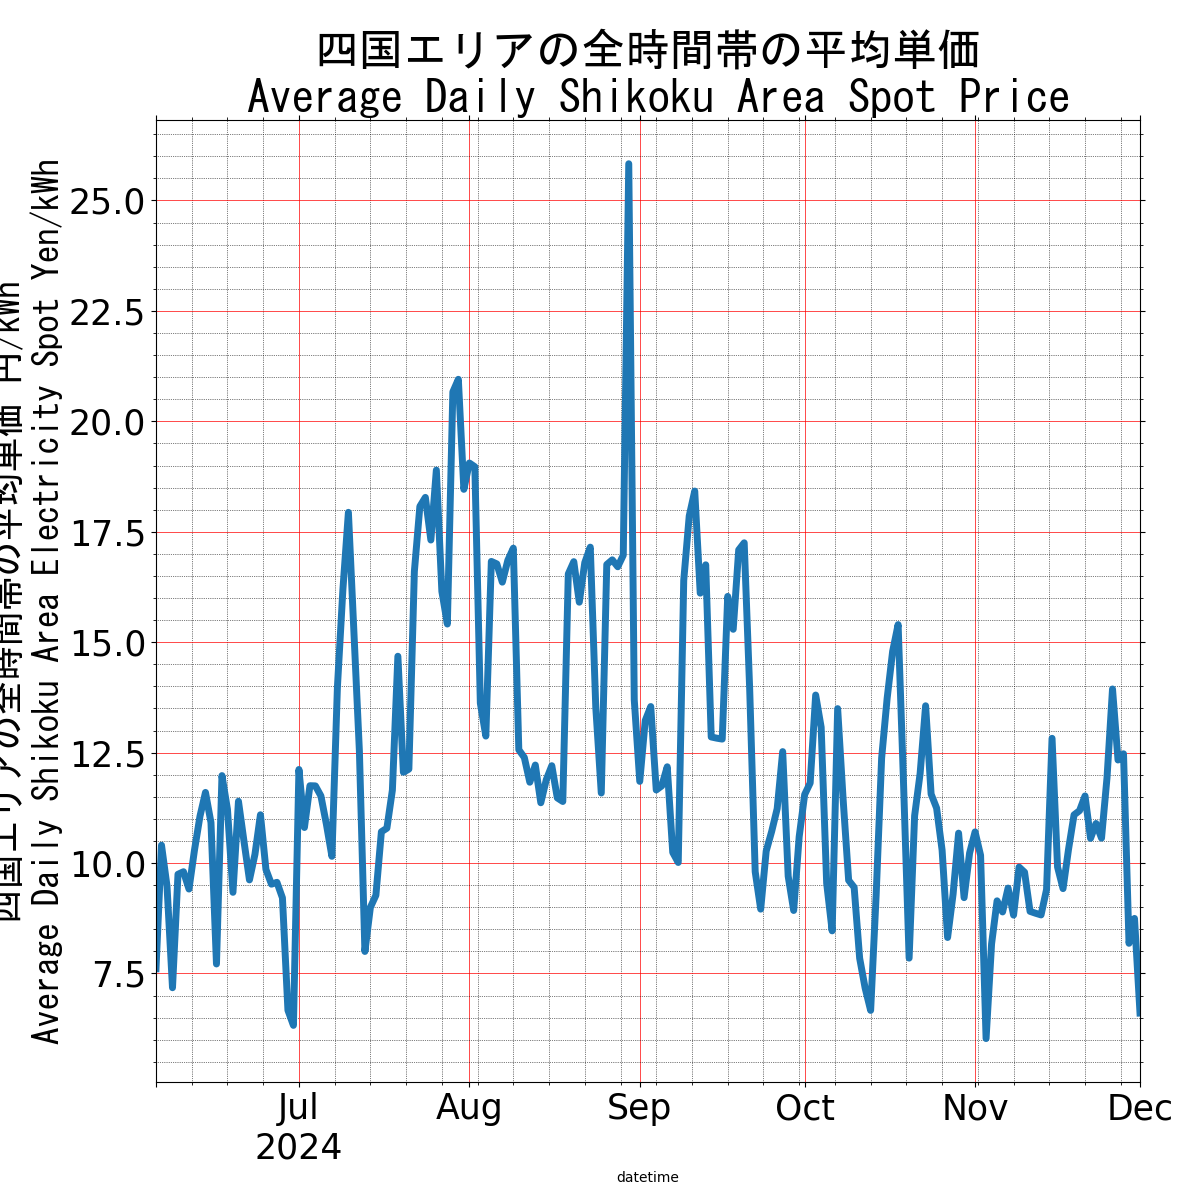 四国エリアの全時間帯の平均単価
Average Daily Shikoku Area Spot Price
四国エリアの全時間帯の平均単価 円/kWh
Average Daily Shikoku Area Electricity Spot Yen/kWh
25.0
22.5
20.0
17.5
15.0
12.5
10.0
7.5
Jul
2024
Aug
Sep
Oct
Nov
Dec
datetime